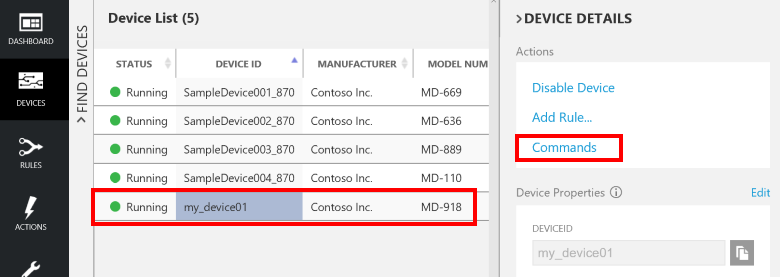 DASHBOARD
DEVICES
RULES
ACTIONS
FIND DEVICES
Device List (5)
STATUS DEVICE ID MANUFACTURER MODEL NUM
Running SampleDevice001_870 Contoso Inc. MD-669
Running SampleDevice002_870 Contoso Inc. MD-636
Running SampleDevice003_870 Contoso Inc. MD-889
Running SampleDevice004_870 Contoso Inc. MD-110
Running my_device01 Contoso Inc. MD-918
DEVICE DETAILS
Actions
Disable Device
Add Rule...
Commands
Device Properties Edit
DEVICEID
my_device01